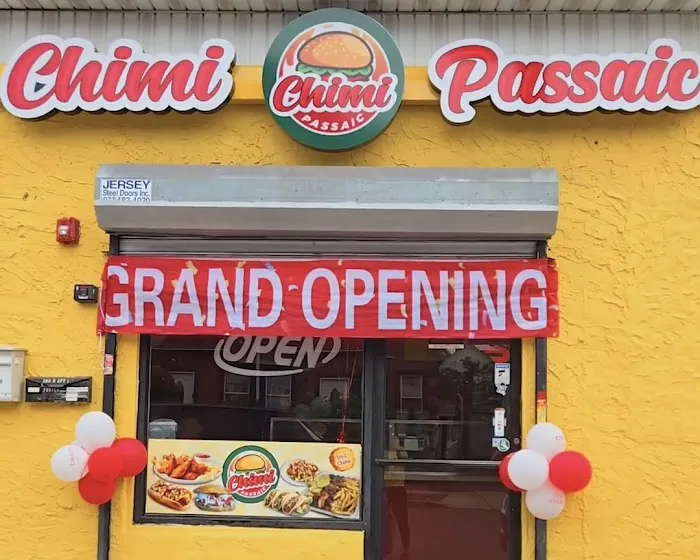 Chimi
Chimi
PASSAIC
Passaic
JERSEY
Steel Doors Inc.
GRAND OPENING
OPEN
Chimi
PASSAIC